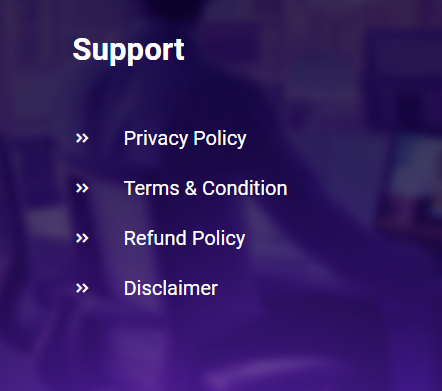 Support
» Privacy Policy
» Terms & Condition
» Refund Policy
» Disclaimer